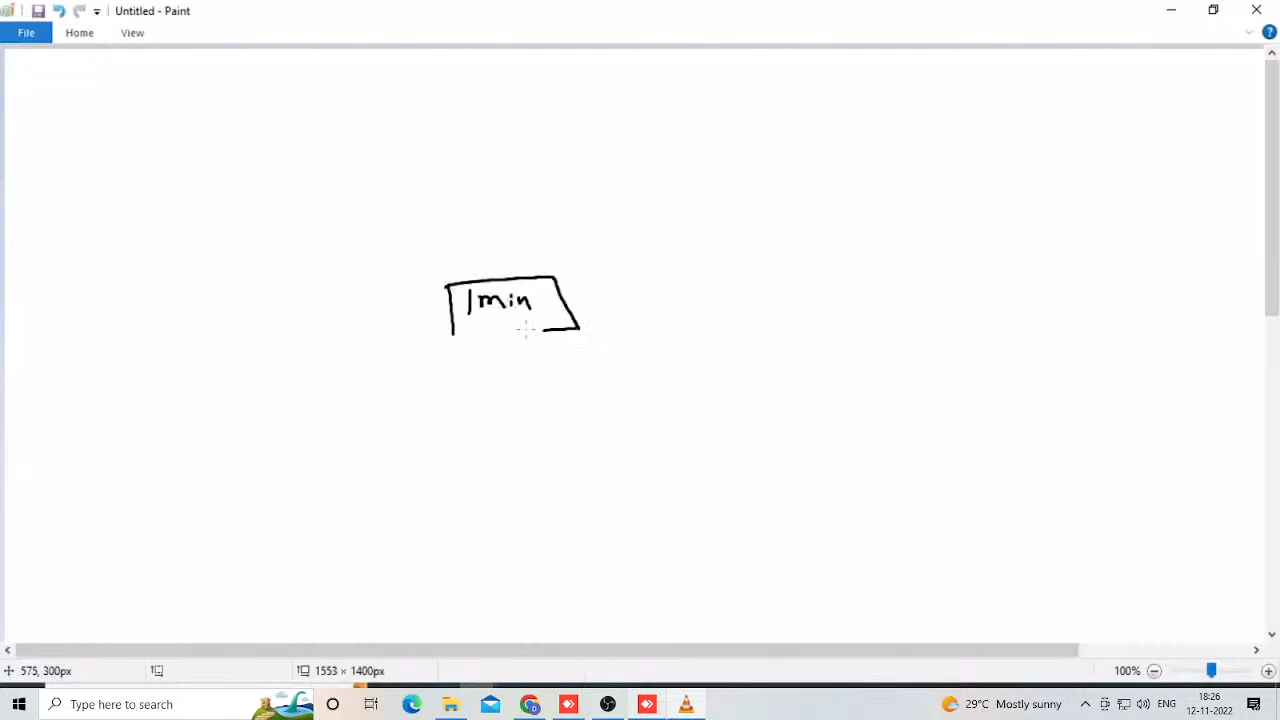 Untitled - Paint
File Home View
1min
575, 300px 1553 × 1400px 100%
Type here to search 29°C Mostly sunny ENG 18:26
12-11-2022